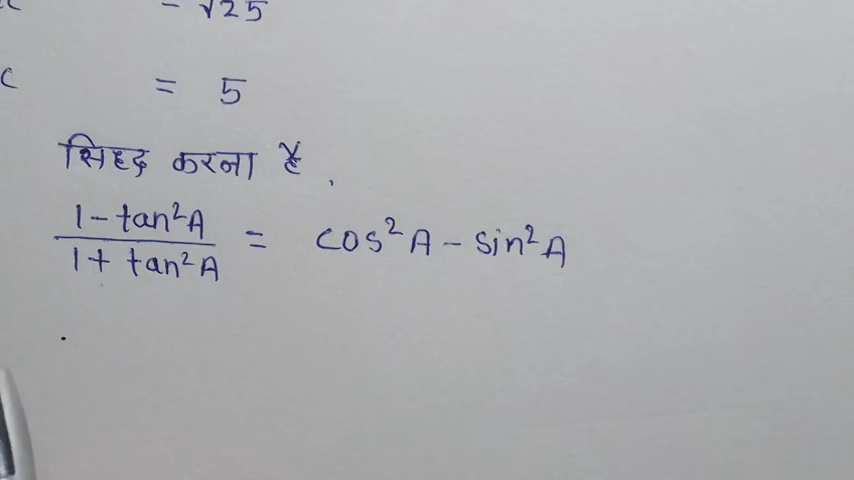 - √25
c = 5
सिद्ध करना है.
1 - tan²A / 1 + tan²A = cos²A - sin²A